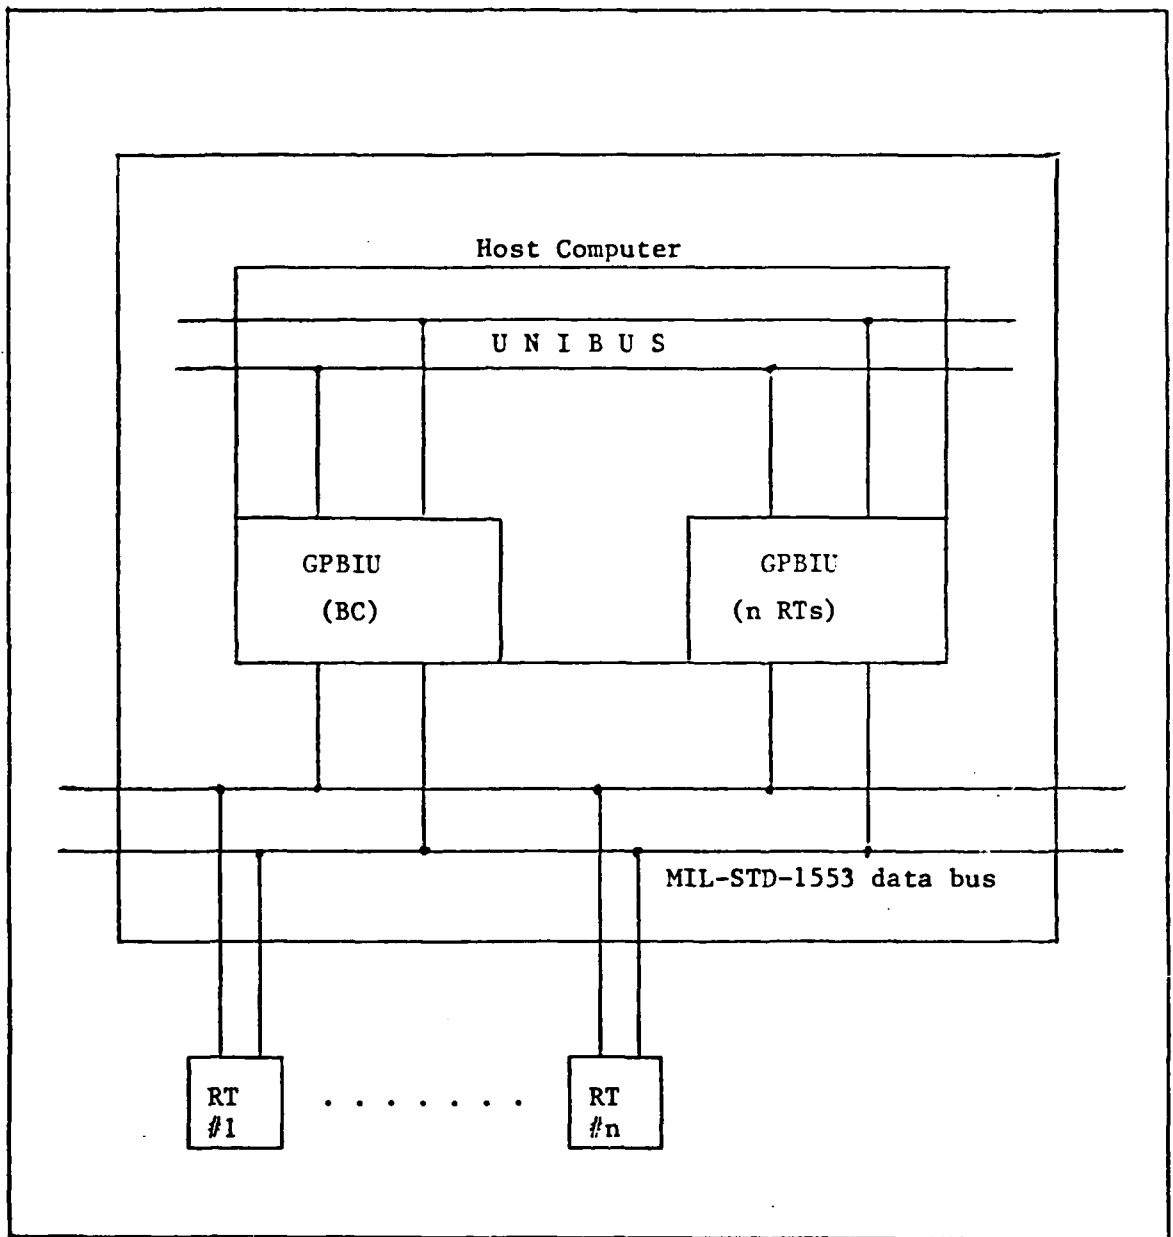 Host Computer
U N I B U S
GPBIU
(BC)
GPBIU
(n RTs)
MIL-STD-1553 data bus
RT
#1
. . . . . . .
RT
#n